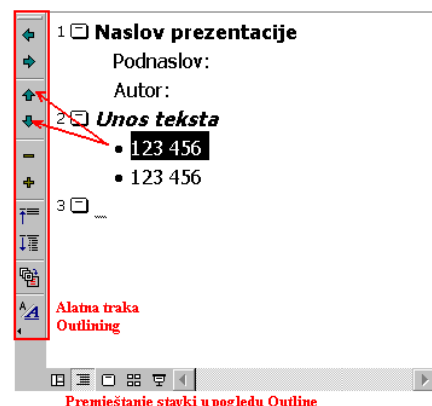 1 Naslov prezentacije
Podnaslov:
Autor:
2 Unos teksta
• 123 456
• 123 456
3
A A
Alatna traka
Outlining
Premještanje stavki u pogledu Outline